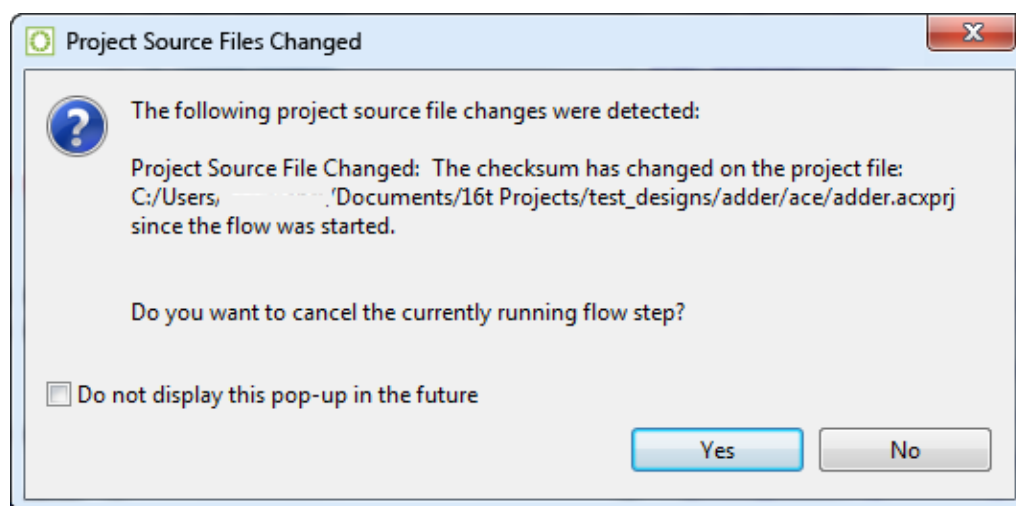 Project Source Files Changed
The following project source file changes were detected:
Project Source File Changed:  The checksum has changed on the project file:
C:/Users/ /Documents/16t Projects/test_designs/adder/ace/adder.acxprj
since the flow was started.
Do you want to cancel the currently running flow step?
Do not display this pop-up in the future
Yes
No